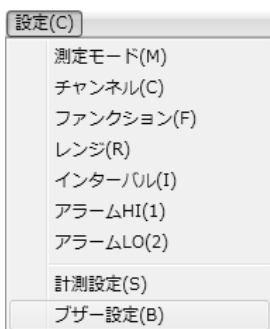 設定(C)
測定モード(M)
チャンネル(C)
ファンクション(F)
レンジ(R)
インターバル(I)
アラームHI(1)
アラームLO(2)
計測設定(S)
ブザー設定(B)